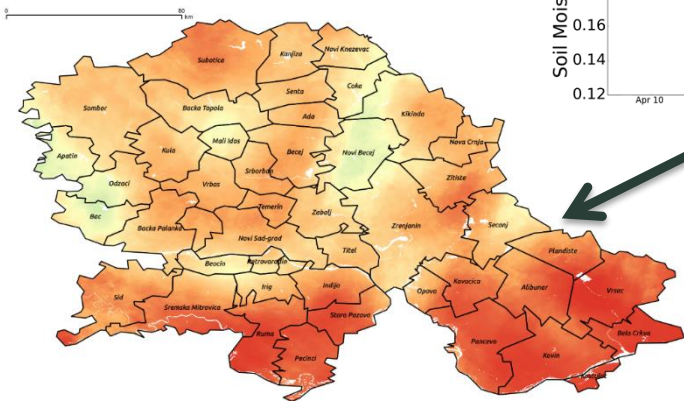 0 80
km
Soil Mois
0.16
0.14
0.12
Apr 10
Subotica
Kanjiza
Novi Knezevac
Sombor
Backa Topola
Senta
Coka
Ada
Kikinda
Apatin
Kula
Mali Idos
Becej
Novi Becej
Nova Crnja
Odzaci
Vrbas
Srbobran
Zitiste
Bac
Backa Palanka
Temerin
Zabalj
Zrenjanin
Secanj
Novi Sad-grad
Titel
Plandiste
Beocin
Petrovaradin
Sid
Irig
Indija
Opovo
Kovacica
Alibunar
Vrsac
Sremska Mitrovica
Ruma
Stara Pazova
Pancevo
Kovin
Bela Crkva
Pecinci